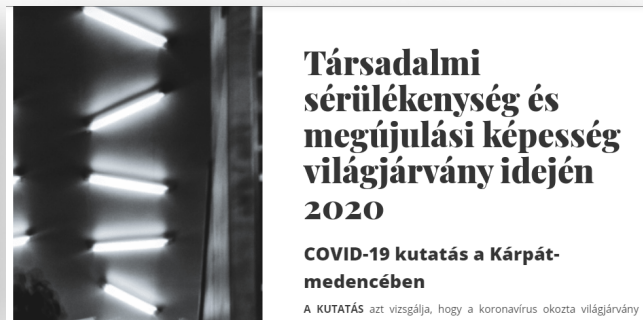 Társadalmi
sérülékenység és
megújulási képesség
világjárvány idején
2020
COVID-19 kutatás a Kárpát-
medencében
A KUTATÁS azt vizsgálja, hogy a koronavírus okozta világjárvány